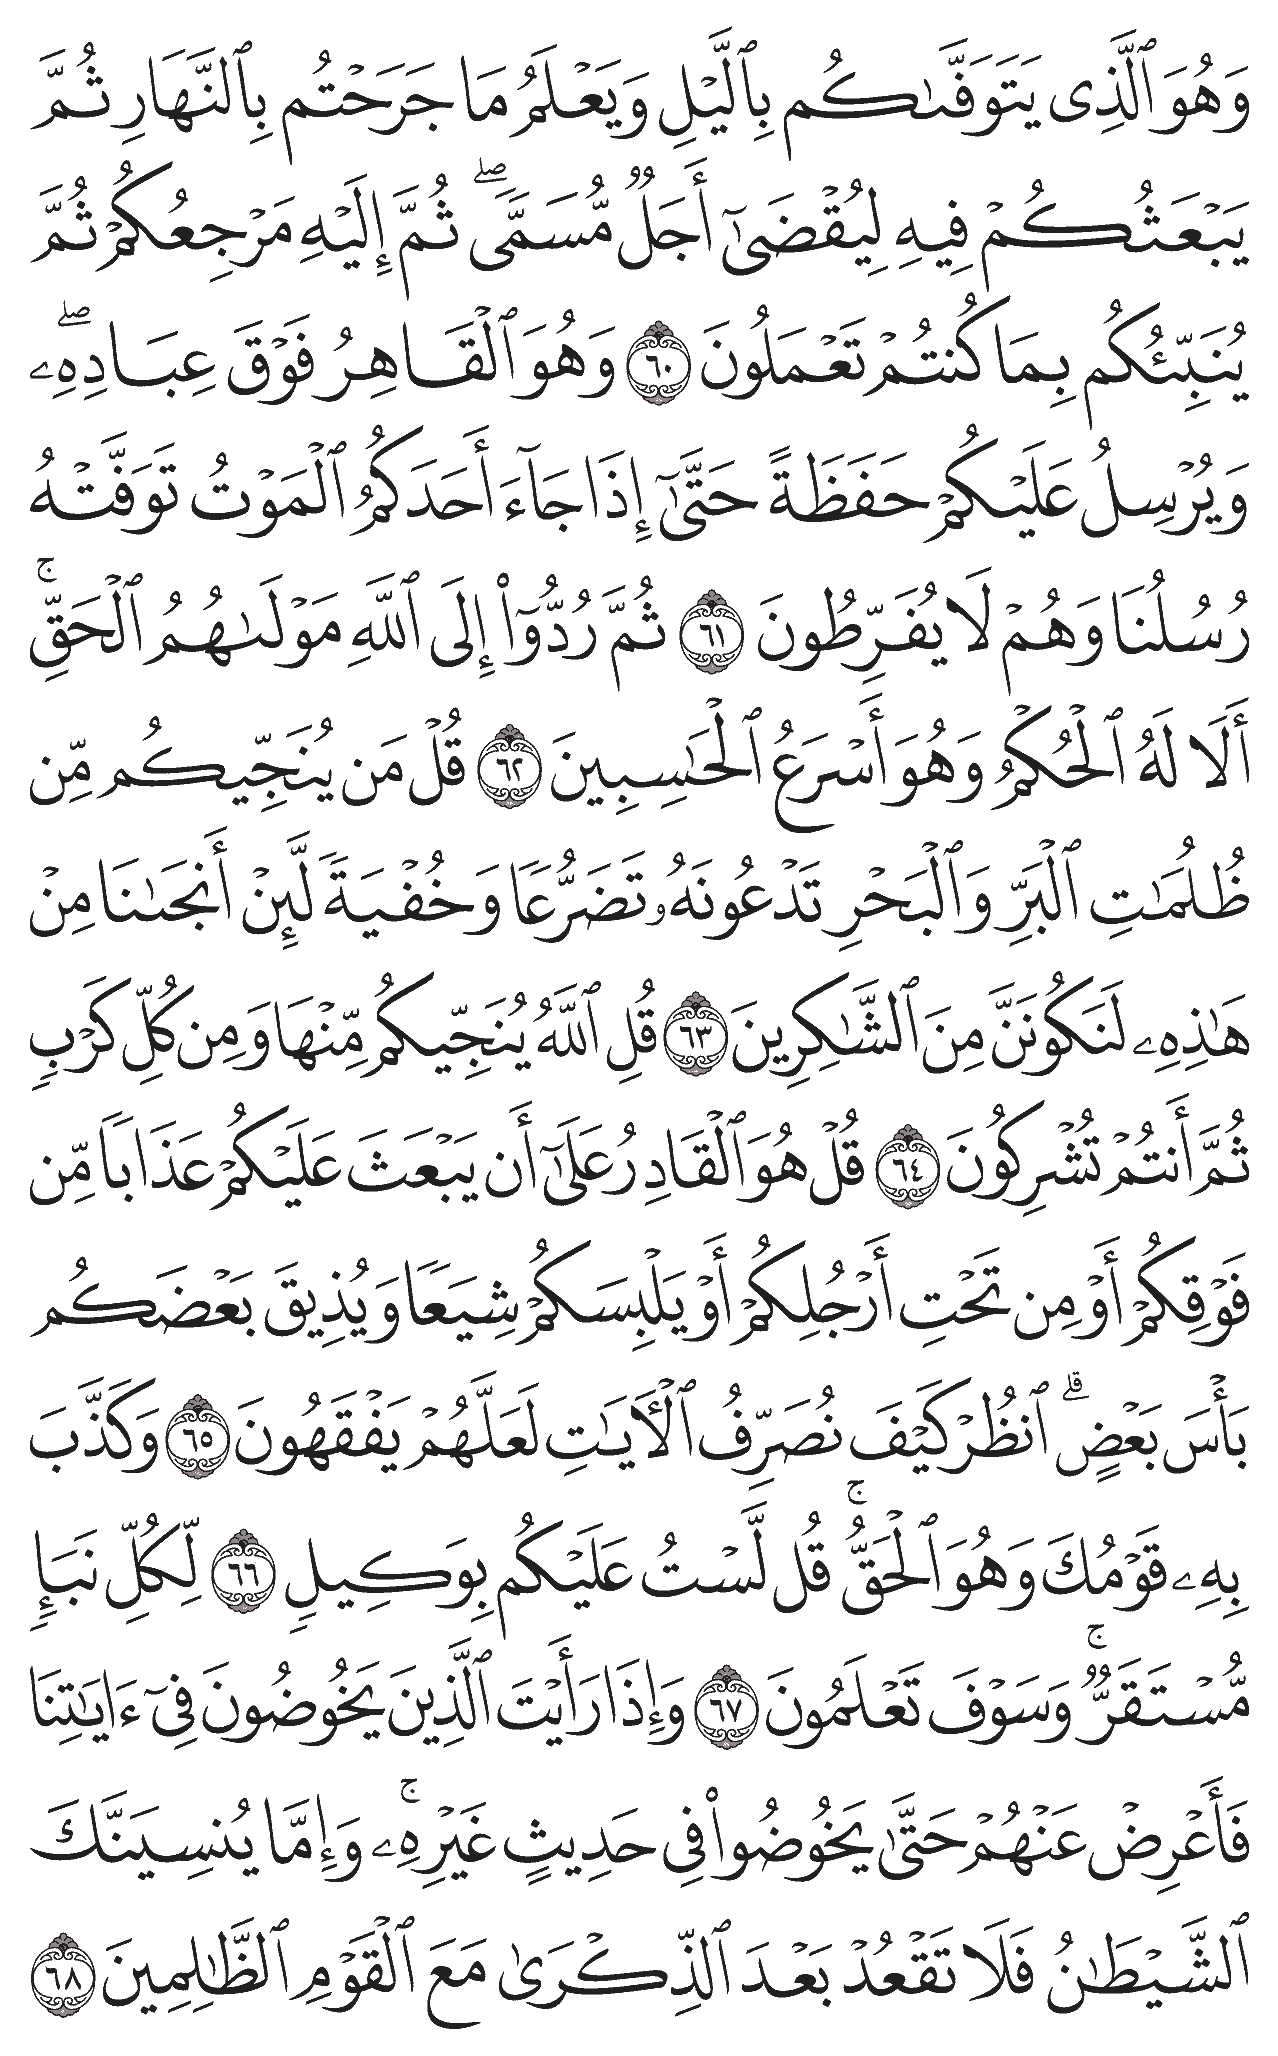 وَهُوَ ٱلَّذِى يَتَوَفَّىٰكُم بِٱلَّيْلِ وَيَعْلَمُ مَا جَرَحْتُم بِٱلنَّهَارِ ثُمَّ
يَبْعَثُكُمْ فِيهِ لِيُقْضَىٰٓ أَجَلٌ مُّسَمًّى ۖ ثُمَّ إِلَيْهِ مَرْجِعُكُمْ ثُمَّ
يُنَبِّئُكُم بِمَا كُنتُمْ تَعْمَلُونَ ٦٠ وَهُوَ ٱلْقَاهِرُ فَوْقَ عِبَادِهِۦ ۖ
وَيُرْسِلُ عَلَيْكُمْ حَفَظَةً حَتَّىٰٓ إِذَا جَآءَ أَحَدَكُمُ ٱلْمَوْتُ تَوَفَّتْهُ
رُسُلُنَا وَهُمْ لَا يُفَرِّطُونَ ٦١ ثُمَّ رُدُّوٓا۟ إِلَى ٱللَّهِ مَوْلَىٰهُمُ ٱلْحَقِّ ۚ
أَلَا لَهُ ٱلْحُكْمُ وَهُوَ أَسْرَعُ ٱلْحَـٰسِبِينَ ٦٢ قُلْ مَن يُنَجِّيكُم مِّن
ظُلُمَـٰتِ ٱلْبَرِّ وَٱلْبَحْرِ تَدْعُونَهُۥ تَضَرُّعًا وَخُفْيَةً لَّئِنْ أَنجَىٰنَا مِنْ
هَـٰذِهِۦ لَنَكُونَنَّ مِنَ ٱلشَّـٰكِرِينَ ٦٣ قُلِ ٱللَّهُ يُنَجِّيكُم مِّنْهَا وَمِن كُلِّ كَرْبٍ
ثُمَّ أَنتُمْ تُشْرِكُونَ ٦٤ قُلْ هُوَ ٱلْقَادِرُ عَلَىٰٓ أَن يَبْعَثَ عَلَيْكُمْ عَذَابًا مِّن
فَوْقِكُمْ أَوْ مِن تَحْتِ أَرْجُلِكُمْ أَوْ يَلْبِسَكُمْ شِيَعًا وَيُذِيقَ بَعْضَكُم
بَأْسَ بَعْضٍ ۗ ٱنظُرْ كَيْفَ نُصَرِّفُ ٱلْـَٔايَـٰتِ لَعَلَّهُمْ يَفْقَهُونَ ٦٥ وَكَذَّبَ
بِهِۦ قَوْمُكَ وَهُوَ ٱلْحَقُّ ۚ قُل لَّسْتُ عَلَيْكُم بِوَكِيلٍ ٦٦ لِّكُلِّ نَبَإٍ
مُّسْتَقَرٌّ ۚ وَسَوْفَ تَعْلَمُونَ ٦٧ وَإِذَا رَأَيْتَ ٱلَّذِينَ يَخُوضُونَ فِىٓ ءَايَـٰتِنَا
فَأَعْرِضْ عَنْهُمْ حَتَّىٰ يَخُوضُوا۟ فِى حَدِيثٍ غَيْرِهِۦ ۚ وَإِمَّا يُنسِيَنَّكَ
ٱلشَّيْطَـٰنُ فَلَا تَقْعُدْ بَعْدَ ٱلذِّكْرَىٰ مَعَ ٱلْقَوْمِ ٱلظَّـٰلِمِينَ ٦٨